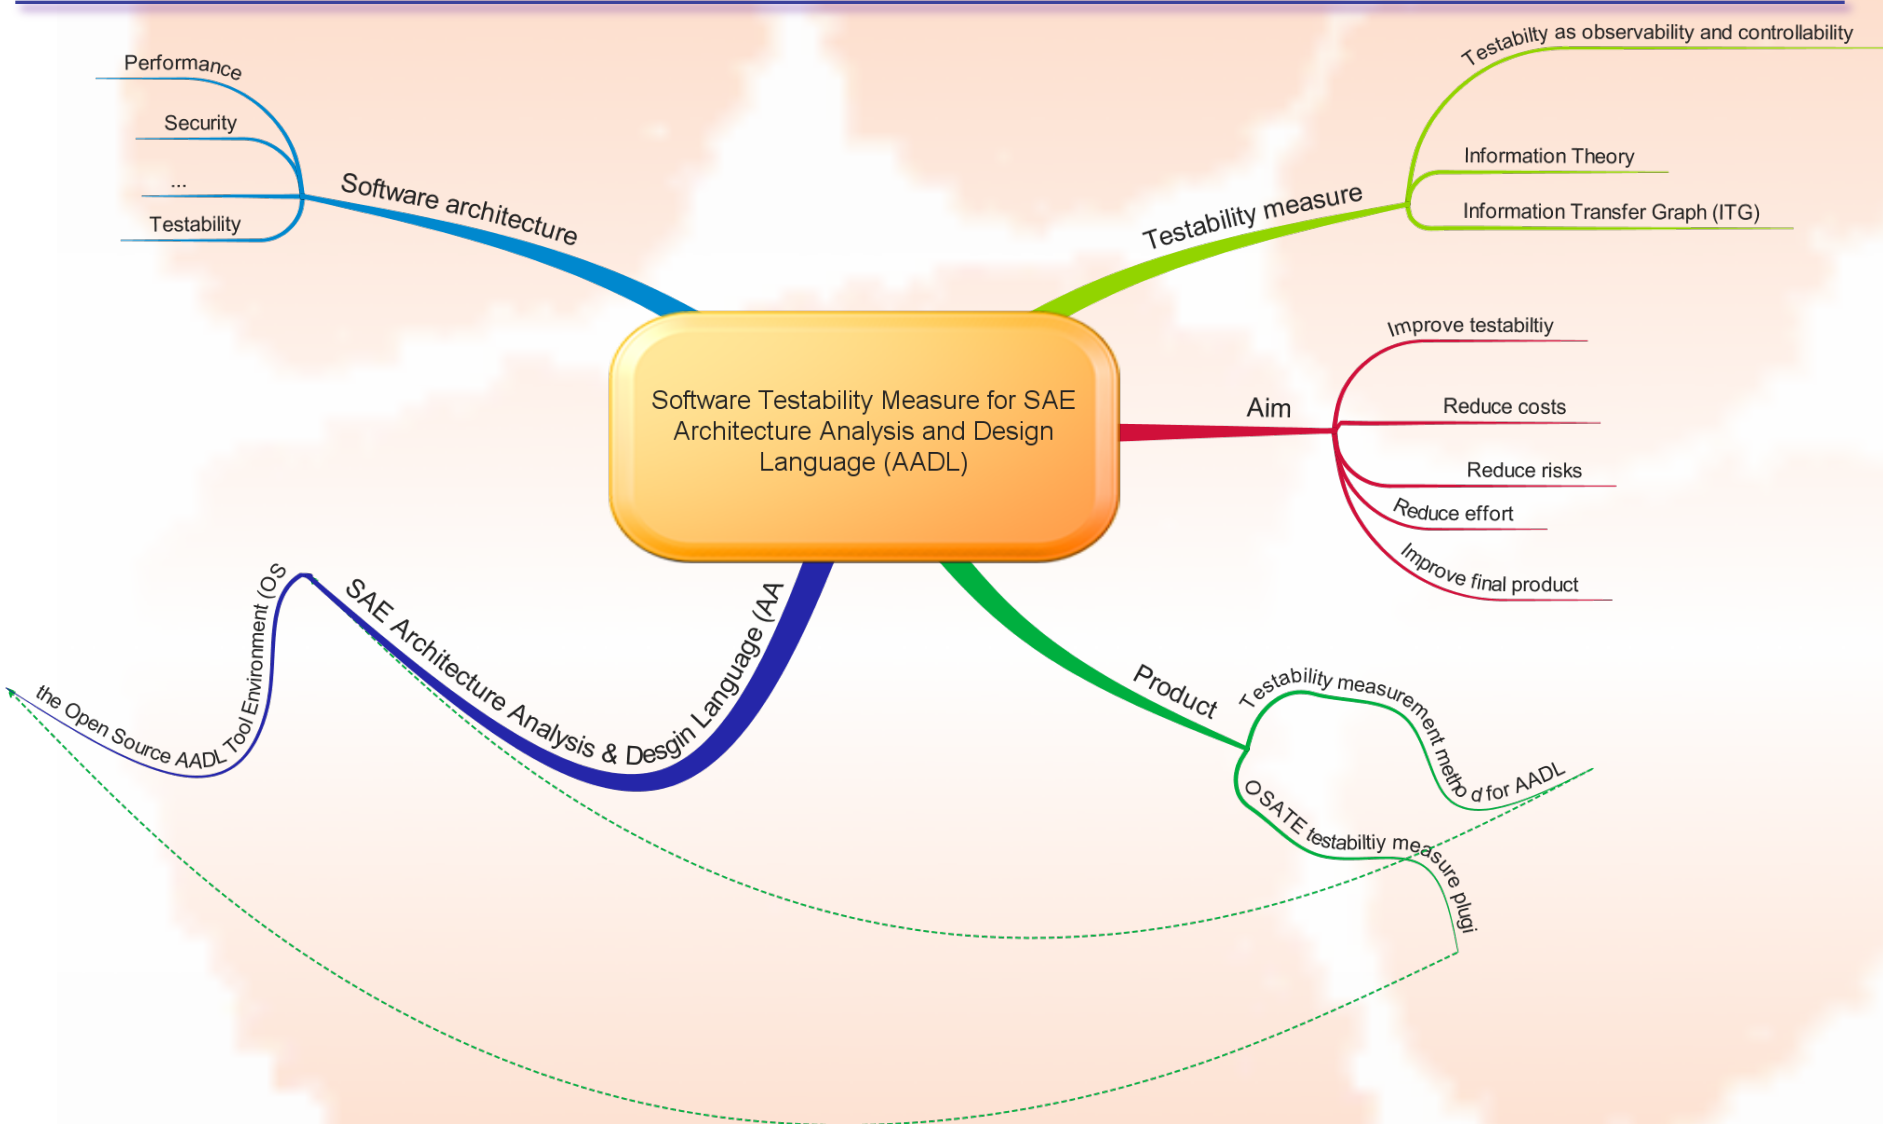 Performance
Security
...
Testability
Software architecture
Testability measure
Testabilty as observability and controllability
Information Theory
Information Transfer Graph (ITG)
Software Testability Measure for SAE
Architecture Analysis and Design
Language (AADL)
Aim
Improve testabiltiy
Reduce costs
Reduce risks
Reduce effort
Improve final product
SAE Architecture Analysis & Desgin Language (AA
the Open Source AADL Tool Environment (OS
Product
Testability measurement method for AADL
OSATE testabiltiy measure plugi